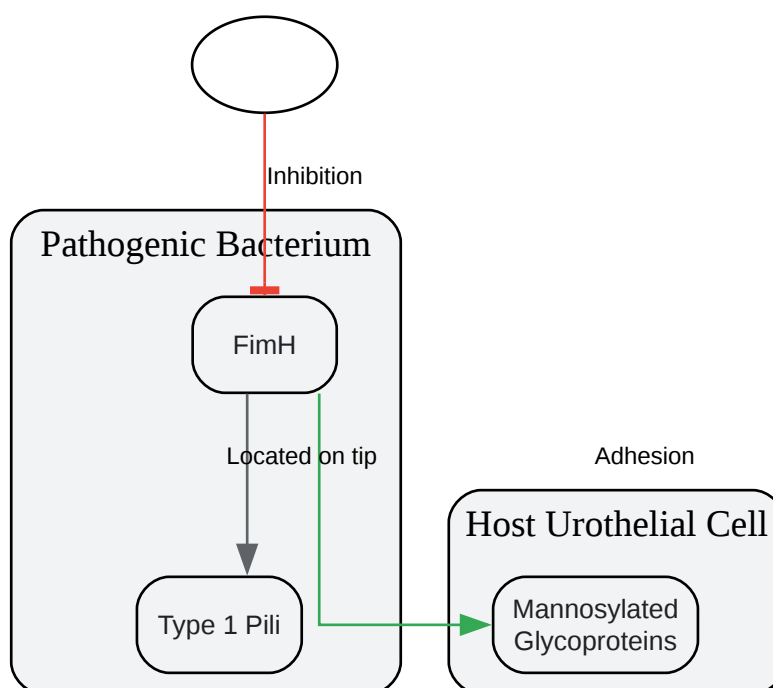 Inhibition
Pathogenic Bacterium
FimH
Located on tip
Adhesion
Host Urothelial Cell
Type 1 Pili
Mannosylated
Glycoproteins